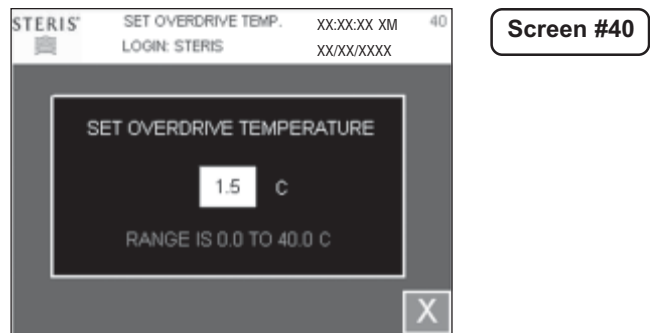 STERIS®
SET OVERDRIVE TEMP.
LOGIN: STERIS
XX:XX:XX XM
XX/XX/XXXX
40
Screen #40
SET OVERDRIVE TEMPERATURE
1.5 C
RANGE IS 0.0 TO 40.0 C
X